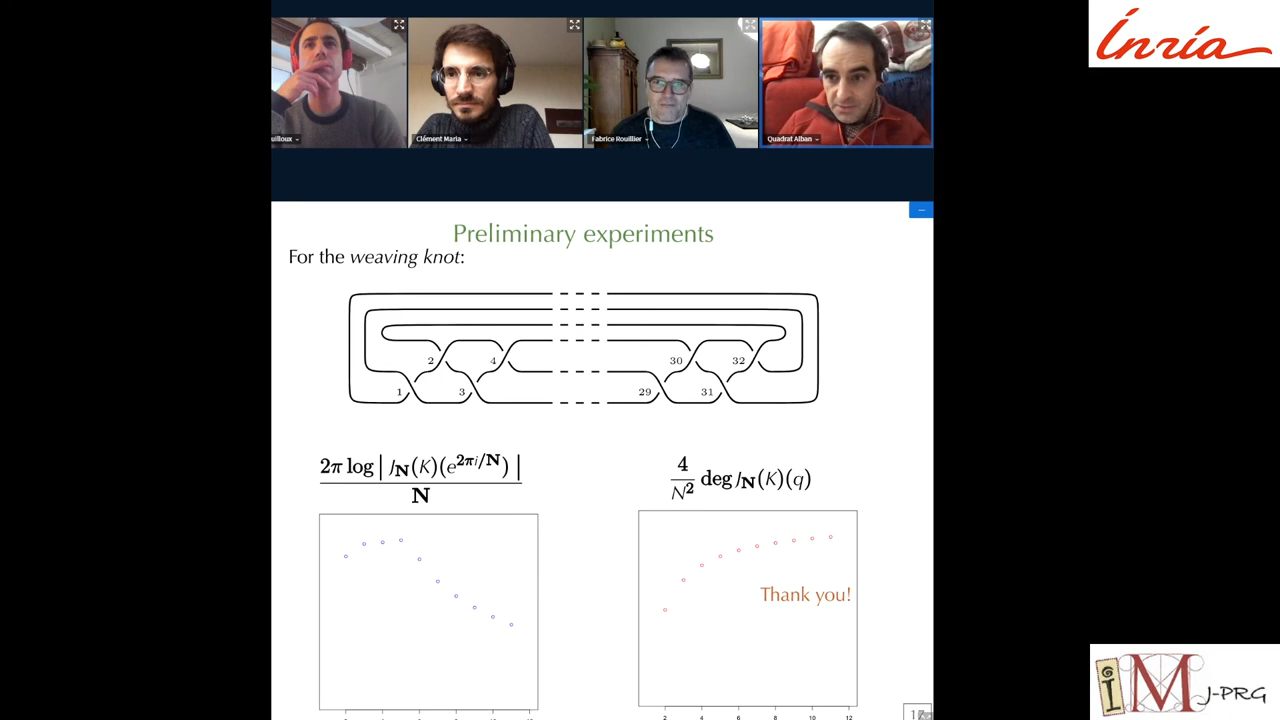 uilloux
Clément Maria
Fabrice Rouillier
Quadrat Alban
Inria
Preliminary experiments
For the weaving knot:
2 4 30 32
1 3 29 31
2π log | J_N(K)(e^{2πi/N}) | / N
4/N² deg J_N(K)(q)
Thank you!
2 4 6 8 10 12
iMJ-PRG